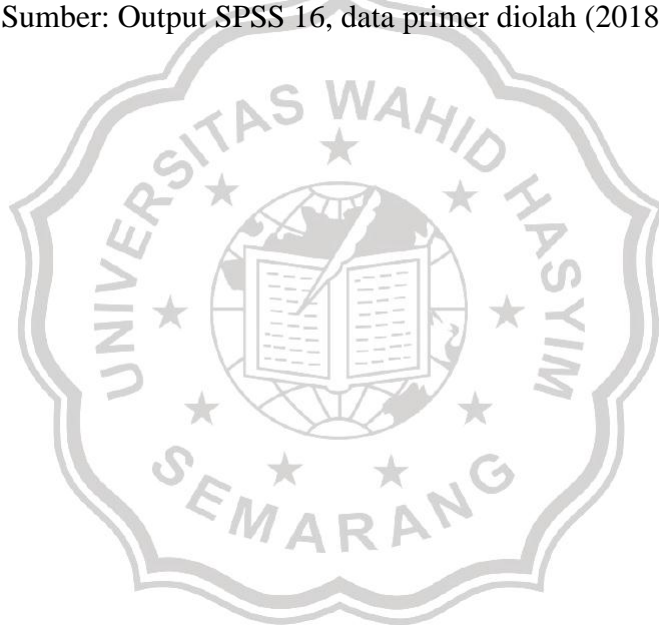 Sumber: Output SPSS 16, data primer diolah (2018
UNIVERSITAS WAHID HASYIM
SEMARANG